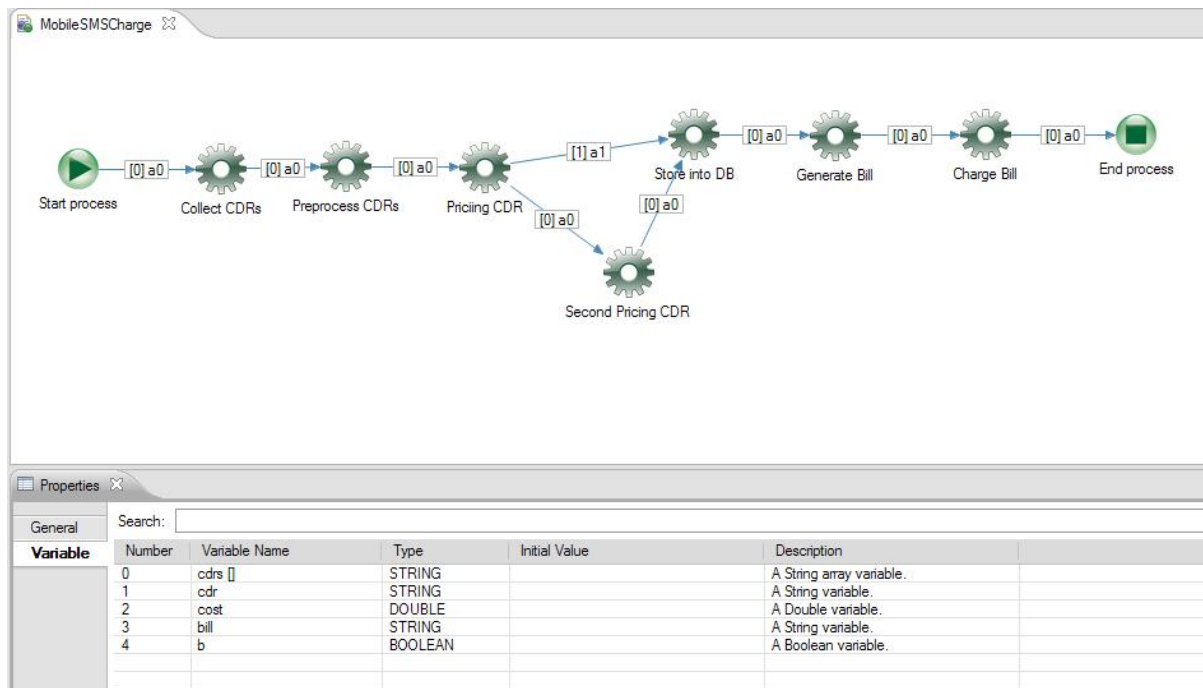 MobileSMSCharge
[0] a0
[0] a0
[0] a0
[1] a1
[0] a0
[0] a0
[0] a0
[0] a0
[0] a0
Start process
Collect CDRs
Preprocess CDRs
Priciing CDR
Store into DB
Generate Bill
Charge Bill
End process
Second Pricing CDR
Properties
General
Variable
Search:
Number Variable Name Type Initial Value Description
0 cdrs [] STRING A String array variable.
1 cdr STRING A String variable.
2 cost DOUBLE A Double variable.
3 bill STRING A String variable.
4 b BOOLEAN A Boolean variable.